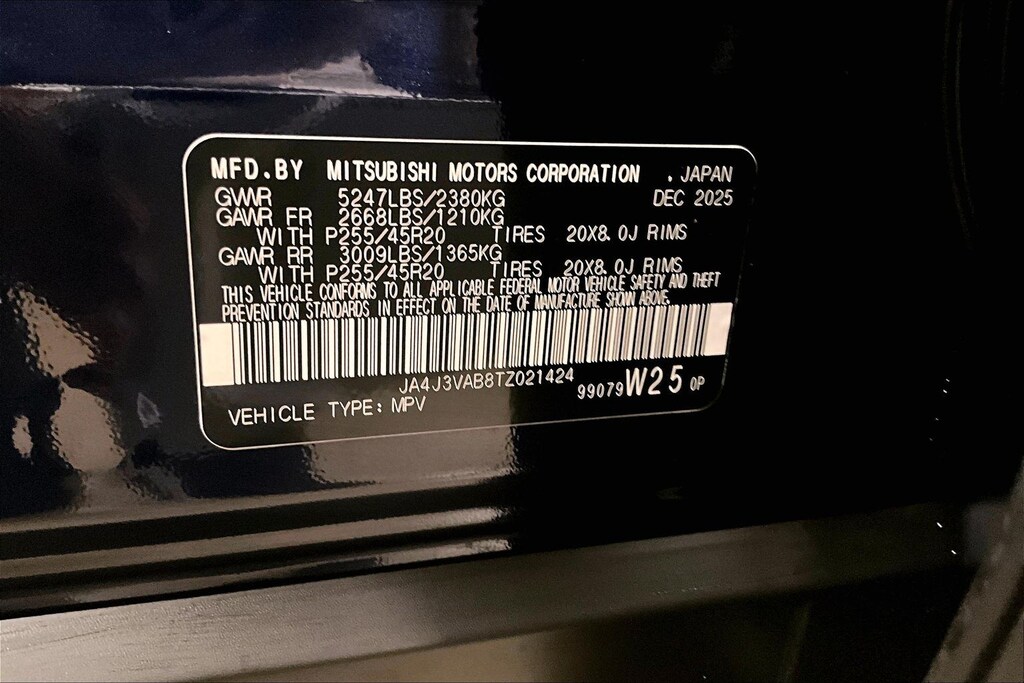 MFD.BY MITSUBISHI MOTORS CORPORATION . JAPAN
GVWR 5247LBS/2380KG DEC 2025
GAWR FR 2668LBS/1210KG
WITH P255/45R20 TIRES 20X8.0J RIMS
GAWR RR 3009LBS/1365KG
WITH P255/45R20 TIRES 20X8.0J RIMS
THIS VEHICLE CONFORMS TO ALL APPLICABLE FEDERAL MOTOR VEHICLE SAFETY AND THEFT
PREVENTION STANDARDS IN EFFECT ON THE DATE OF MANUFACTURE SHOWN ABOVE.
JA4J3VAB8TZ021424
99079 W25 OP
VEHICLE TYPE: MPV